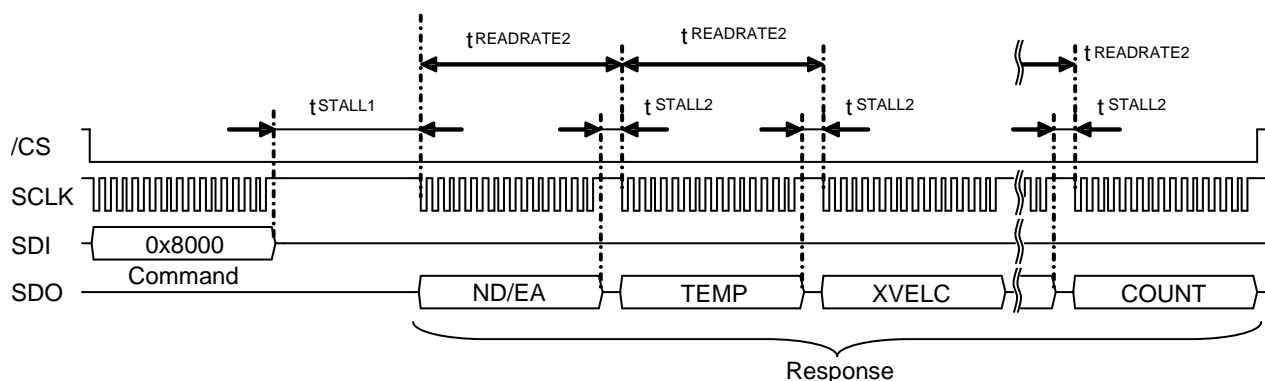 tREADRATE2 tREADRATE2
tREADRATE2
tSTALL1 tSTALL2 tSTALL2 tSTALL2
/CS
SCLK
SDI 0x8000
Command
SDO ND/EA TEMP XVELC COUNT
Response